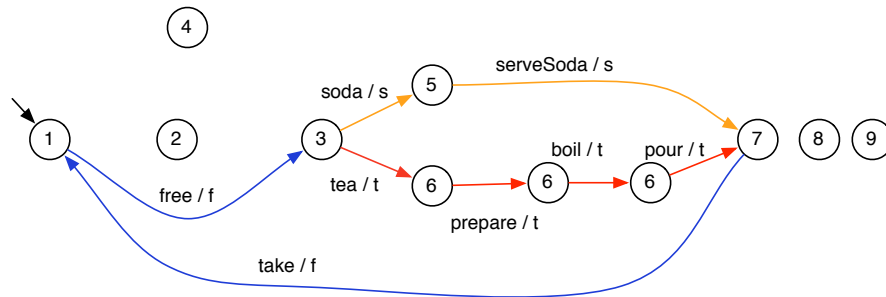 4
serveSoda / s
soda / s
5
1
2
3
boil / t
pour / t
7
8
9
free / f
tea / t
6
6
6
prepare / t
take / f